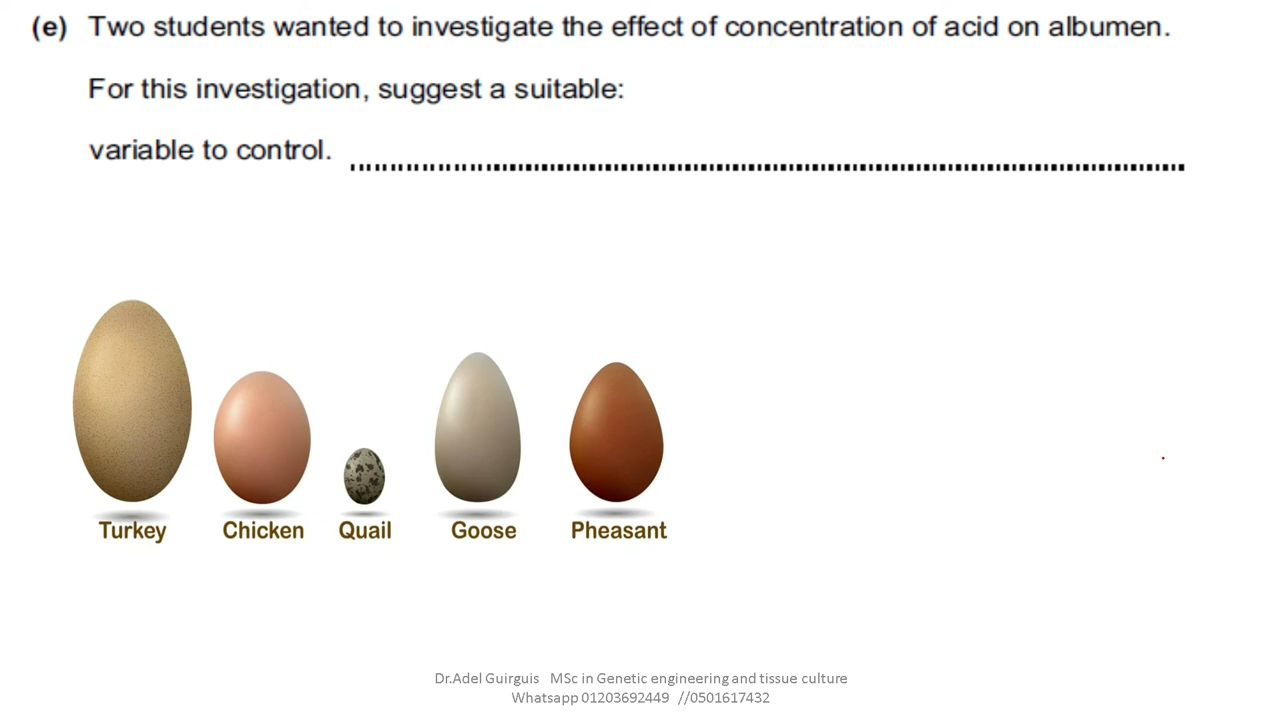 (e) Two students wanted to investigate the effect of concentration of acid on albumen.
For this investigation, suggest a suitable:
variable to control.
Turkey Chicken Quail Goose Pheasant
Dr.Adel Guirguis MSc in Genetic engineering and tissue culture
Whatsapp 01203692449 //0501617432